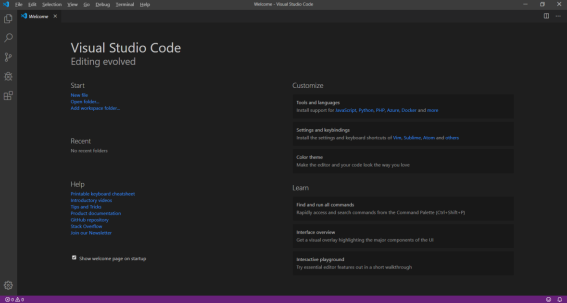 File Edit Selection View Go Debug Terminal Help
Welcome - Visual Studio Code
Welcome
Visual Studio Code
Editing evolved
Start
New file
Open folder...
Add workspace folder...
Recent
No recent folders
Help
Printable keyboard cheatsheet
Introductory videos
Tips and Tricks
Product documentation
GitHub repository
Stack Overflow
Join our Newsletter
Show welcome page on startup
Customize
Tools and languages
Install support for JavaScript, Python, PHP, Azure, Docker and more
Settings and keybindings
Install the settings and keyboard shortcuts of Vim, Sublime, Atom and others
Color theme
Make the editor and your code look the way you love
Learn
Find and run all commands
Rapidly access and search commands from the Command Palette (Ctrl+Shift+P)
Interface overview
Get a visual overlay highlighting the major components of the UI
Interactive playground
Try essential editor features out in a short walkthrough
0 0